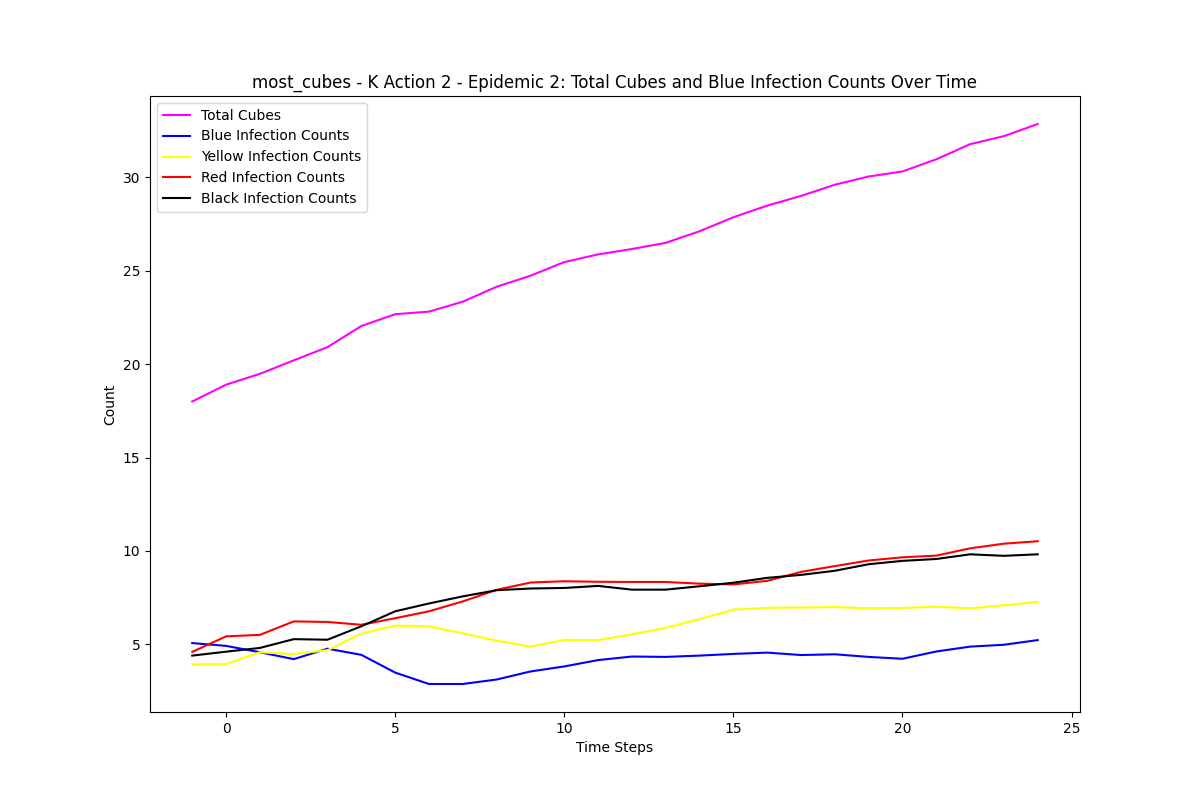 most_cubes - K Action 2 - Epidemic 2: Total Cubes and Blue Infection Counts Over Time
Total Cubes
Blue Infection Counts
Yellow Infection Counts
Red Infection Counts
Black Infection Counts
30
25
20
15
10
5
Count
0
5
10
15
20
25
Time Steps